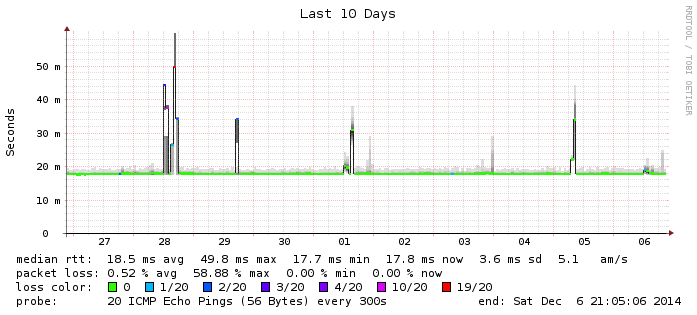 Last 10 Days
RRDTOOL / TOBI OETIKER
Seconds
50 m
40 m
30 m
20 m
10 m
0
27 28 29 30 01 02 03 04 05 06
median rtt: 18.5 ms avg 49.8 ms max 17.7 ms min 17.8 ms now 3.6 ms sd 5.1 am/s
packet loss: 0.52 % avg 58.88 % max 0.00 % min 0.00 % now
loss color: 0 1/20 2/20 3/20 4/20 10/20 19/20
probe: 20 ICMP Echo Pings (56 Bytes) every 300s end: Sat Dec 6 21:05:06 2014